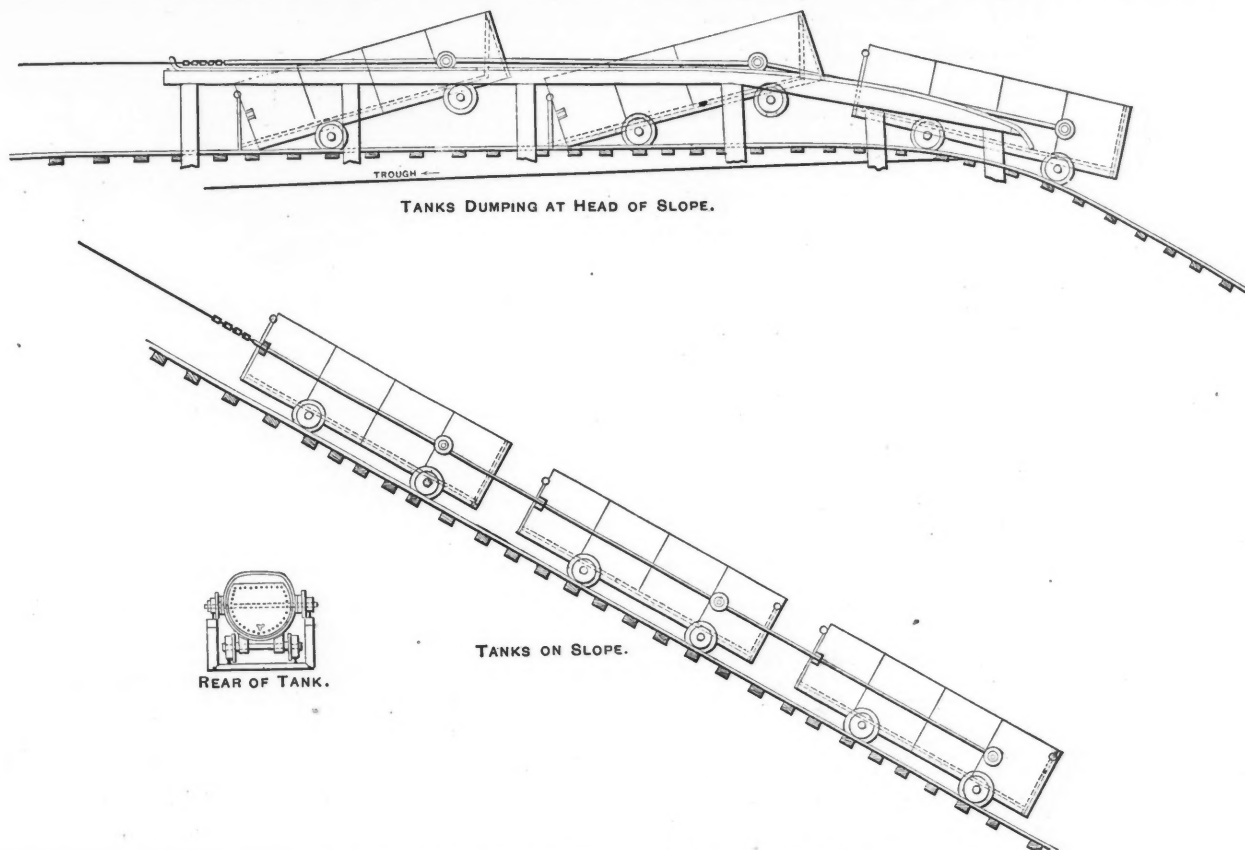 TROUGH ←
TANKS DUMPING AT HEAD OF SLOPE.
TANKS ON SLOPE.
REAR OF TANK.